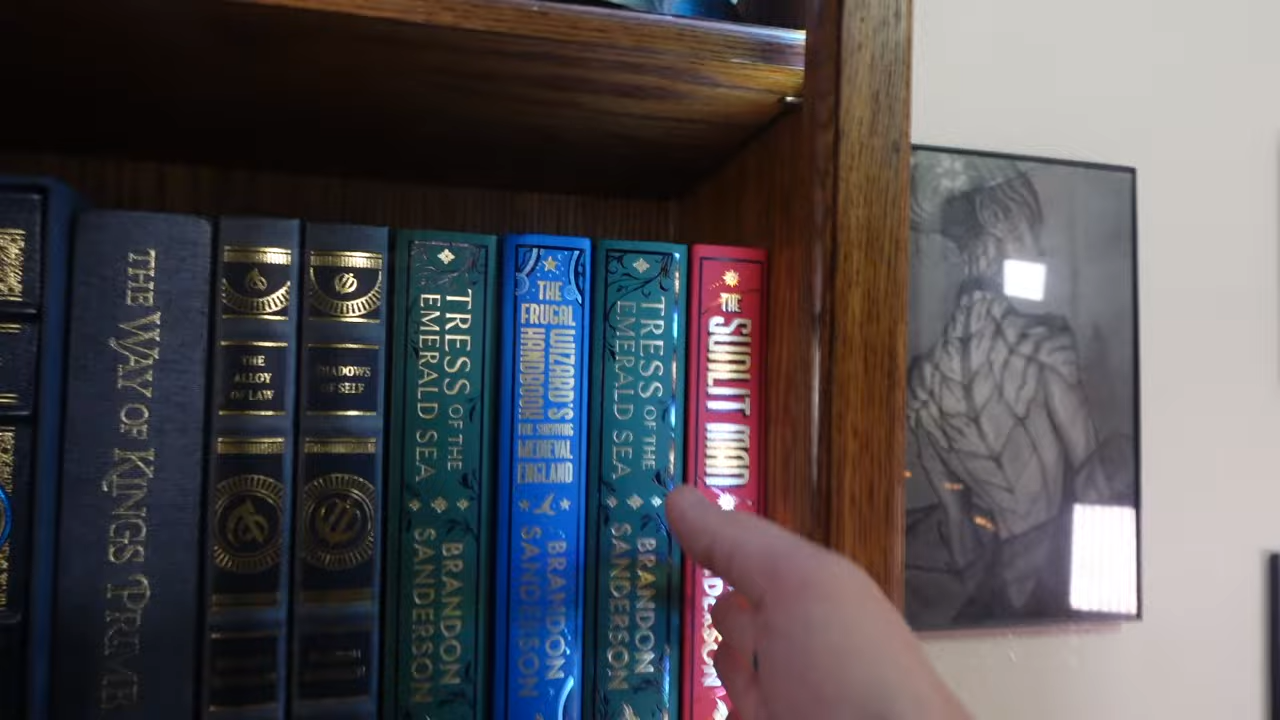 THE WAY OF KINGS PRIME
THE
ALLOY
OF LAW
SHADOWS
OF SELF
TRESS OF THE
EMERALD SEA
BRANDON
SANDERSON
THE
FRUGAL
WIZARD'S
HANDBOOK
FOR SURVIVING
MEDIEVAL
ENGLAND
BRANDON
SANDERSON
TRESS OF THE
EMERALD SEA
BRANDON
SANDERSON
THE
SUNLIT MAN